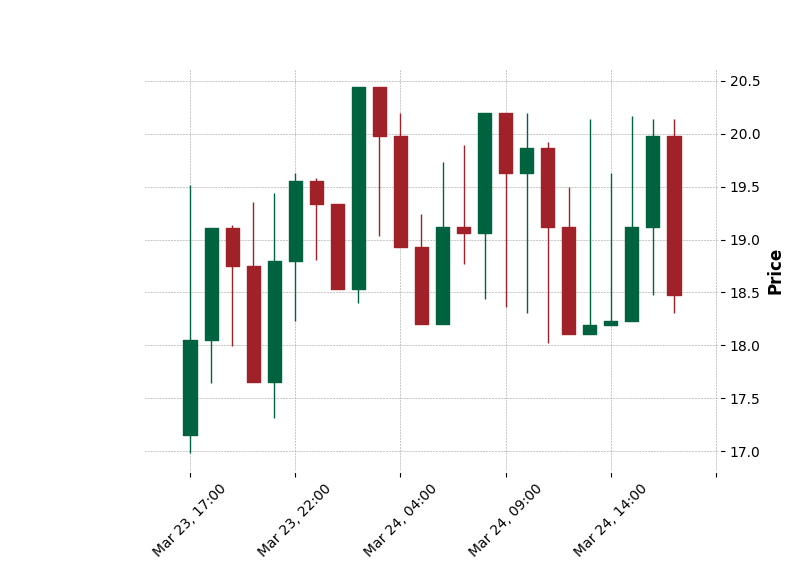 20.5
20.0
19.5
19.0
18.5
18.0
17.5
17.0
Price
Mar 23, 17:00
Mar 23, 22:00
Mar 24, 04:00
Mar 24, 09:00
Mar 24, 14:00